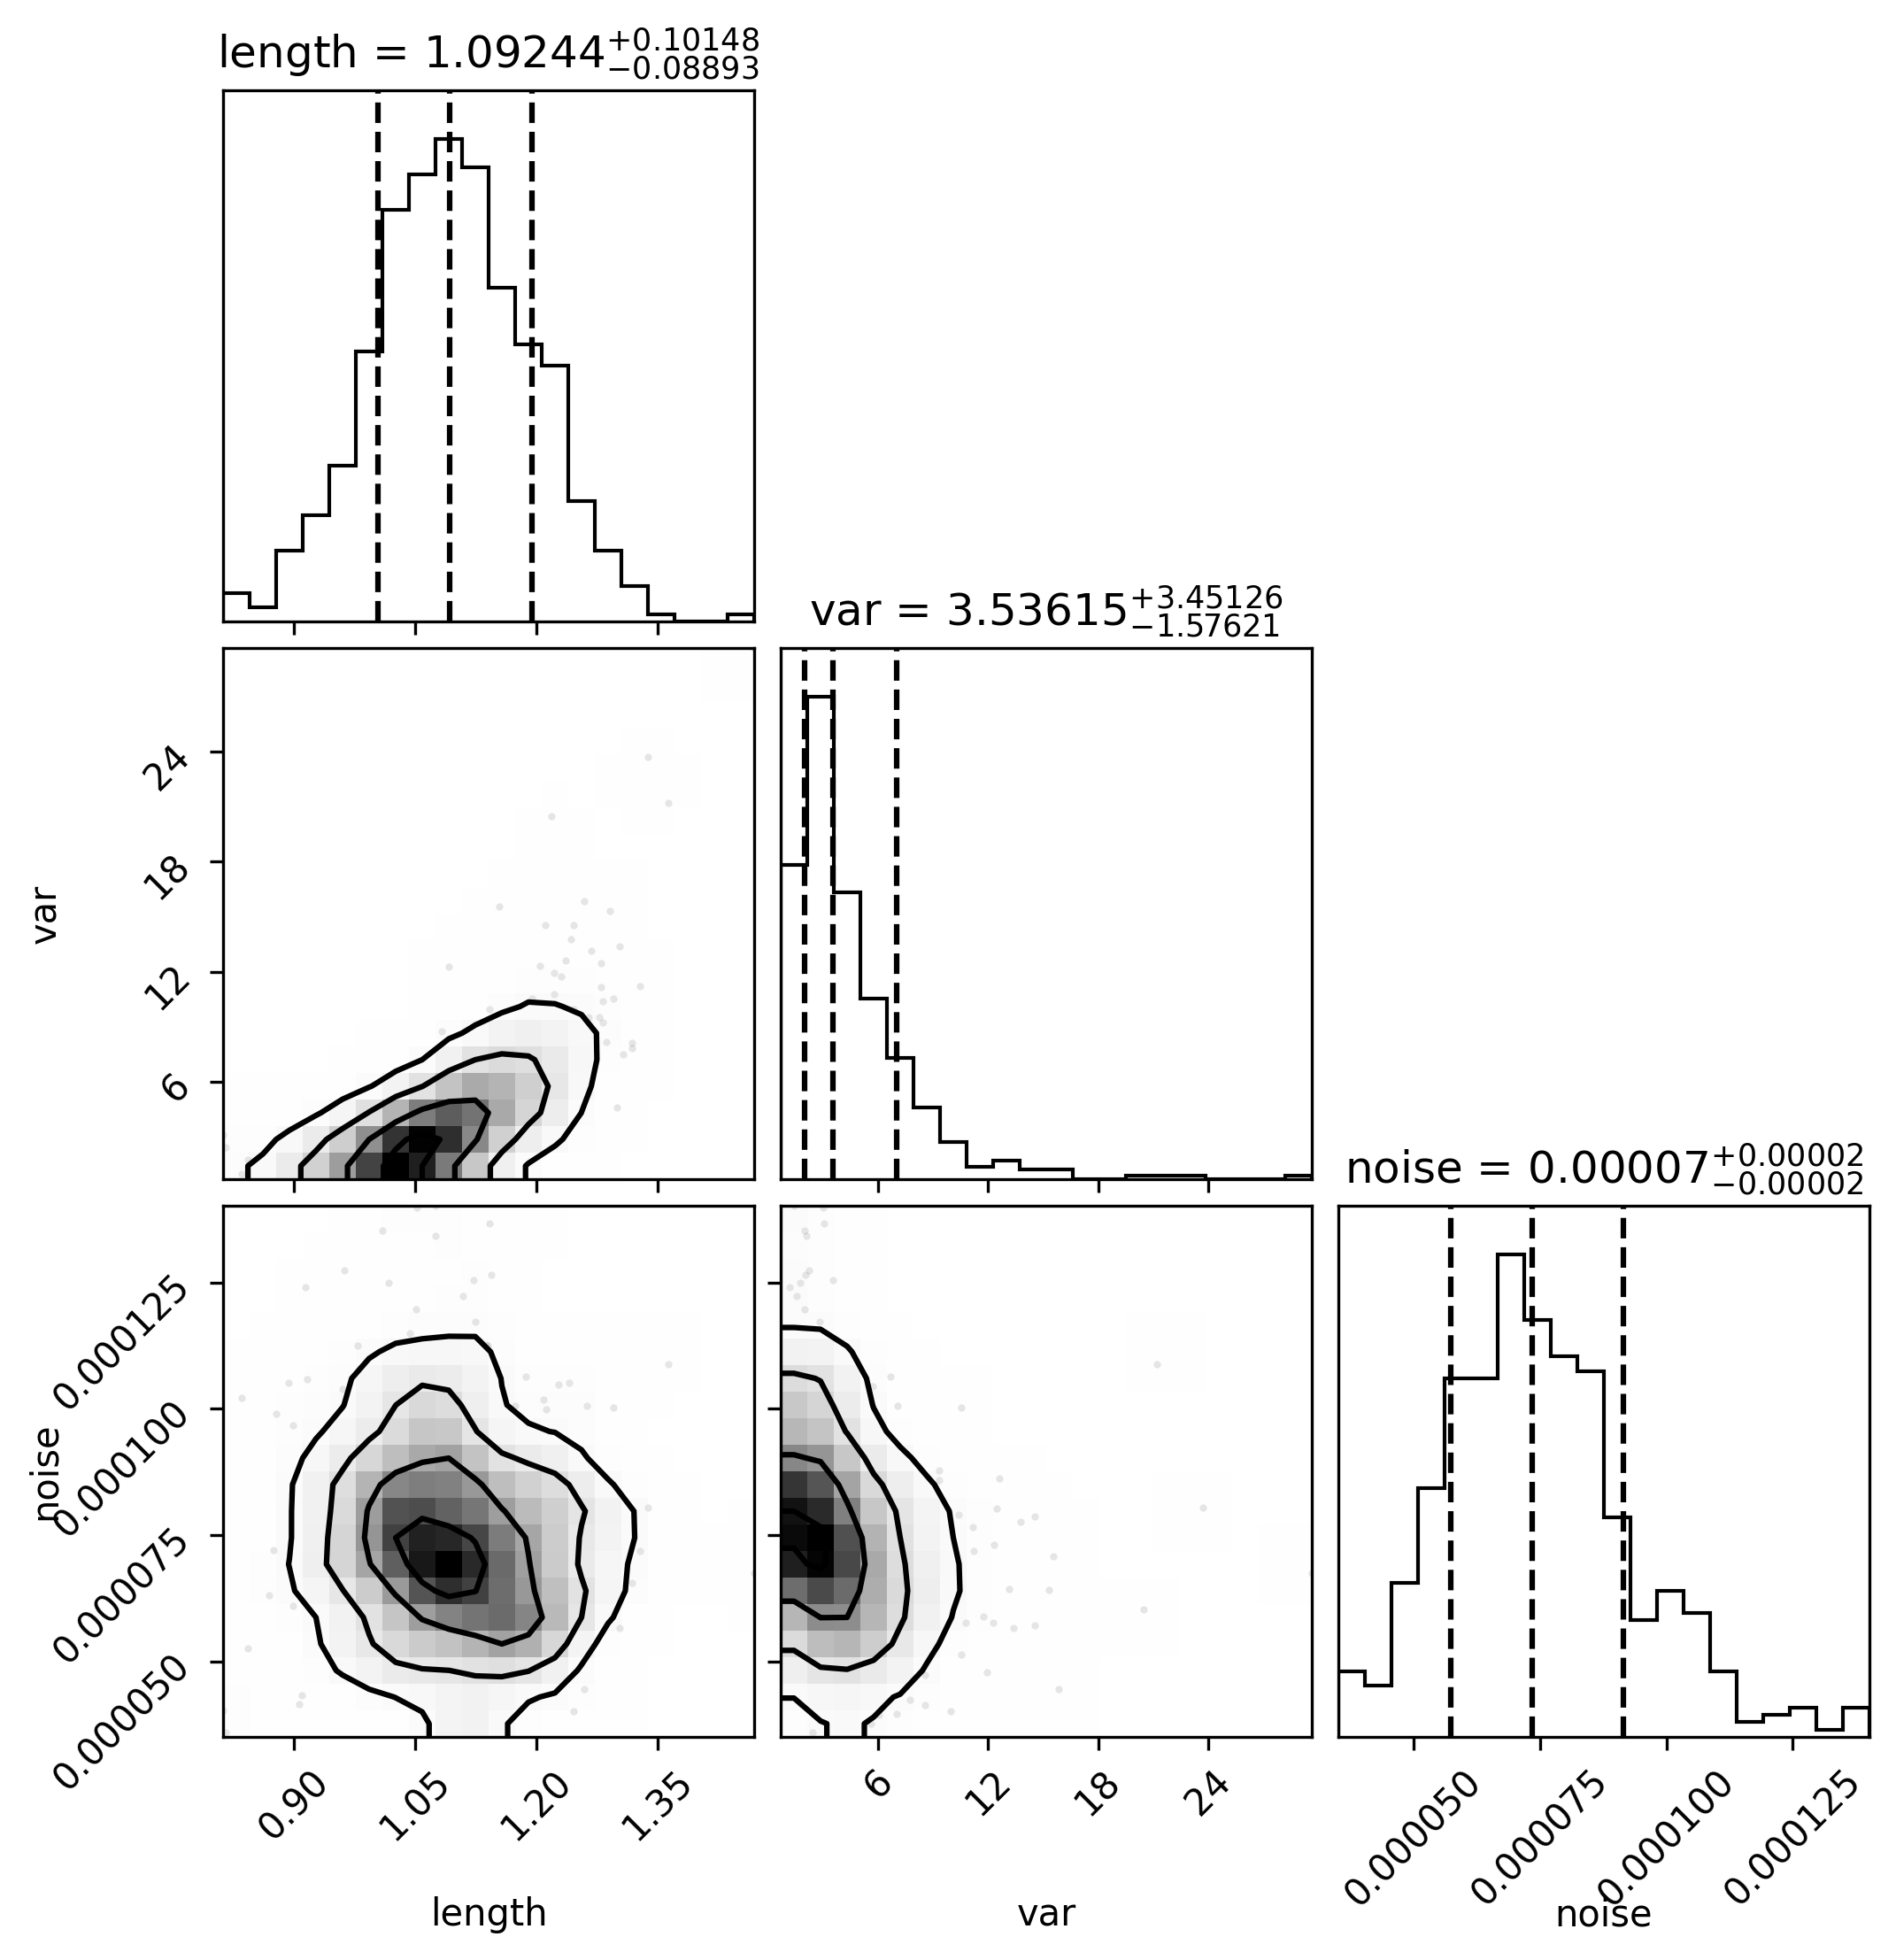 length = 1.09244 +0.10148 −0.08893
var = 3.53615 +3.45126 −1.57621
24
18
12
6
var
noise = 0.00007 +0.00002 −0.00002
0.000125
0.000100
0.000075
0.000050
noise
0.90 1.05 1.20 1.35
6 12 18 24
0.000050 0.000075 0.000100 0.000125
length var noise